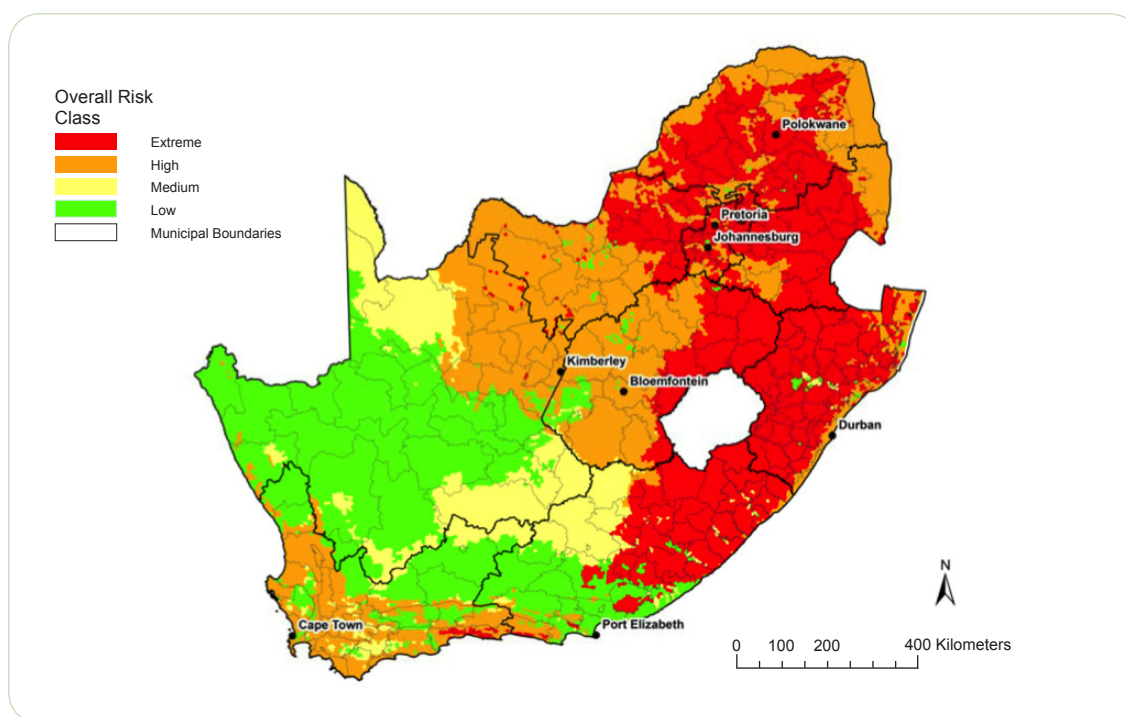 Overall Risk
Class
Extreme
High
Medium
Low
Municipal Boundaries
Polokwane
Pretoria
Johannesburg
Kimberley
Bloemfontein
Durban
N
Cape Town
Port Elizabeth
0 100 200 400 Kilometers